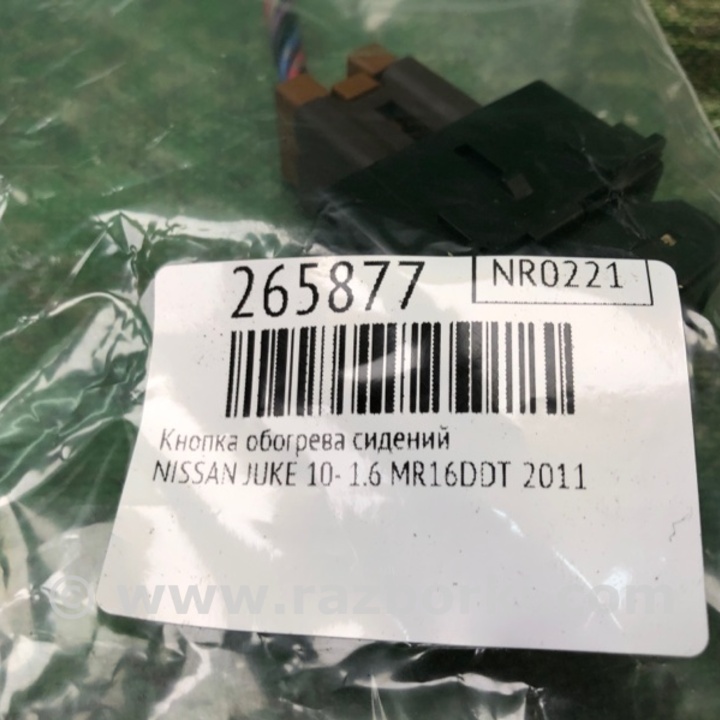 265877
NR0221
Кнопка обогрева сидений
NISSAN JUKE 10- 1.6 MR16DDT 2011